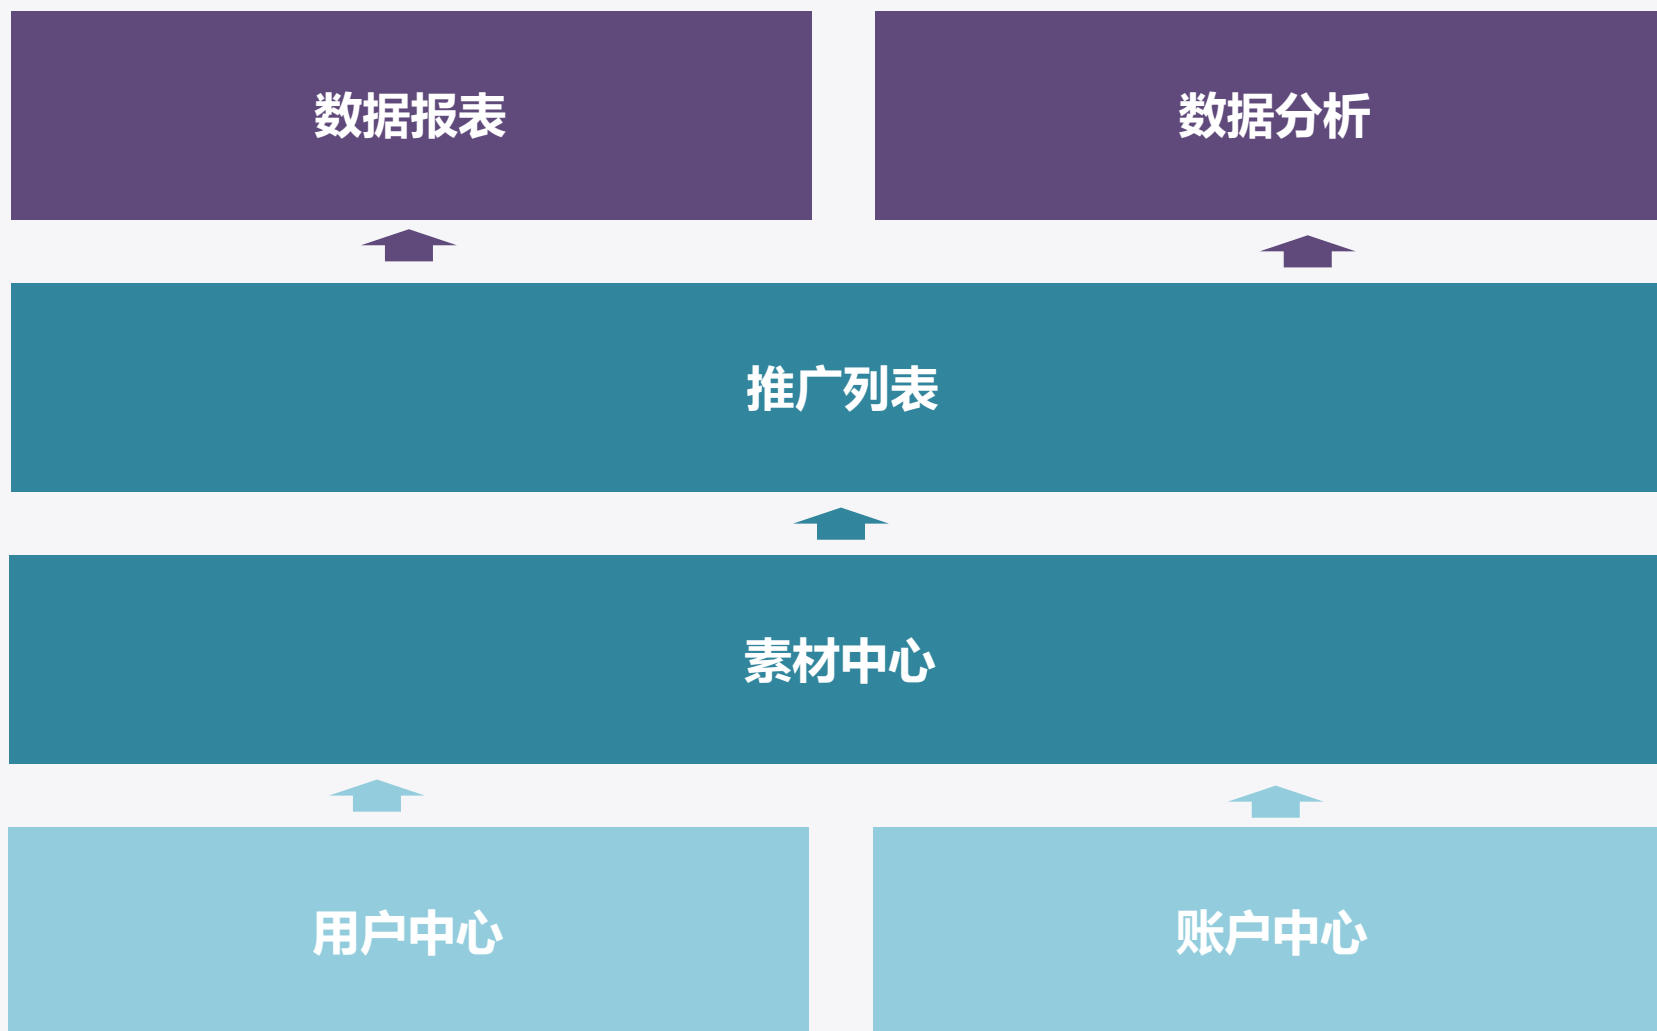 数据报表
数据分析
推广列表
素材中心
用户中心
账户中心